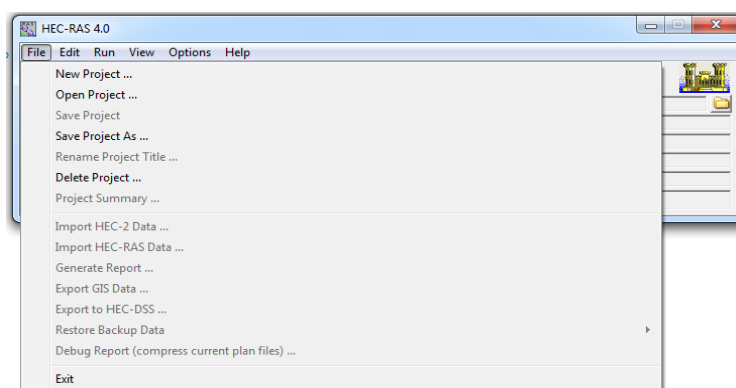 HEC-RAS 4.0
File Edit Run View Options Help
New Project ...
Open Project ...
Save Project
Save Project As ...
Rename Project Title ...
Delete Project ...
Project Summary ...
Import HEC-2 Data ...
Import HEC-RAS Data ...
Generate Report ...
Export GIS Data ...
Export to HEC-DSS ...
Restore Backup Data
Debug Report (compress current plan files) ...
Exit